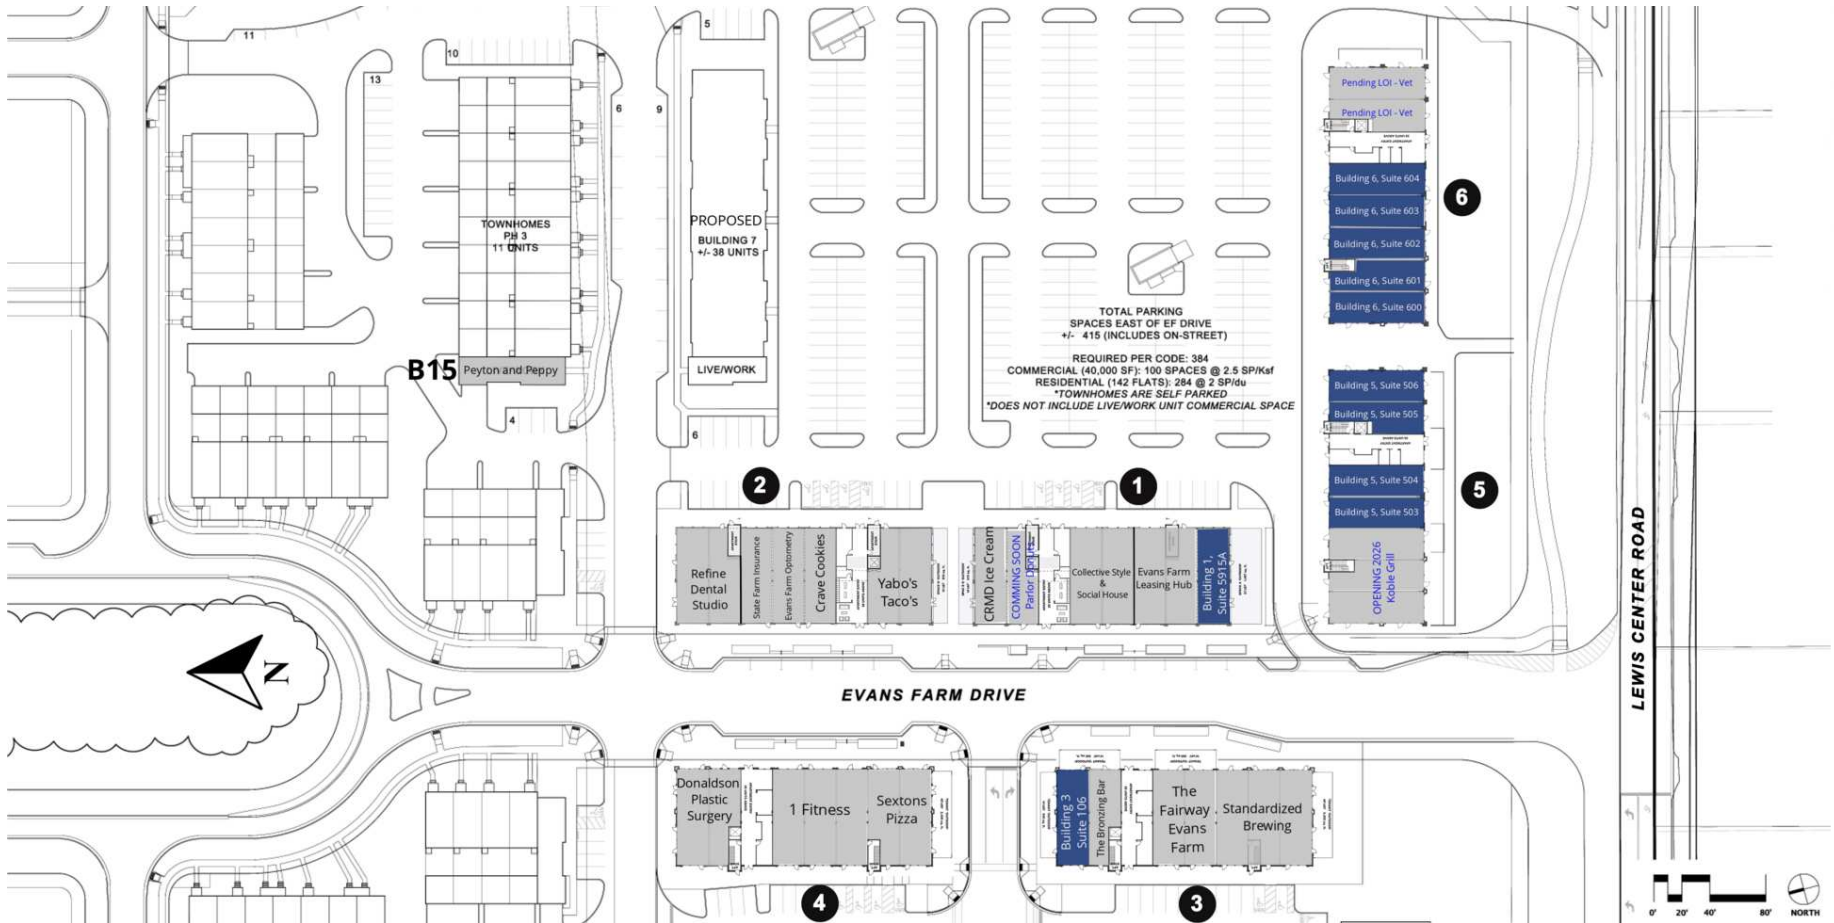 11
10
13
5
6
9
TOWNHOMES
PH 3
11 UNITS
PROPOSED
BUILDING 7
+/- 38 UNITS
B15
Peyton and Peppy
LIVE/WORK
4
6
TOTAL PARKING
SPACES EAST OF EF DRIVE
+/- 415 (INCLUDES ON-STREET)
REQUIRED PER CODE: 384
COMMERCIAL (40,000 SF): 100 SPACES @ 2.5 SP/Ksf
RESIDENTIAL (142 FLATS): 284 @ 2 SP/du
*TOWNHOMES ARE SELF PARKED
*DOES NOT INCLUDE LIVE/WORK UNIT COMMERCIAL SPACE
Pending LOI - Vet
Pending LOI - Vet
Building 6, Suite 604
Building 6, Suite 603
Building 6, Suite 602
Building 6, Suite 601
Building 6, Suite 600
6
Building 5, Suite 506
Building 5, Suite 505
Building 5, Suite 504
Building 5, Suite 503
OPENING 2026
Koble Grill
5
2
1
Refine
Dental
Studio
State Farm Insurance
Evans Farm Optometry
Crave Cookies
Yabo's
Taco's
CRMD Ice Cream
COMMING SOON
Parlor Donuts
Collective Style
&
Social House
Evans Farm
Leasing Hub
Building 1,
Suite 5915A
N
EVANS FARM DRIVE
LEWIS CENTER ROAD
Donaldson
Plastic
Surgery
1 Fitness
Sextons
Pizza
Building 3
Suite 106
The Bronzing Bar
The
Fairway
Evans
Farm
Standardized
Brewing
4
3
0'
20'
40'
80'
NORTH